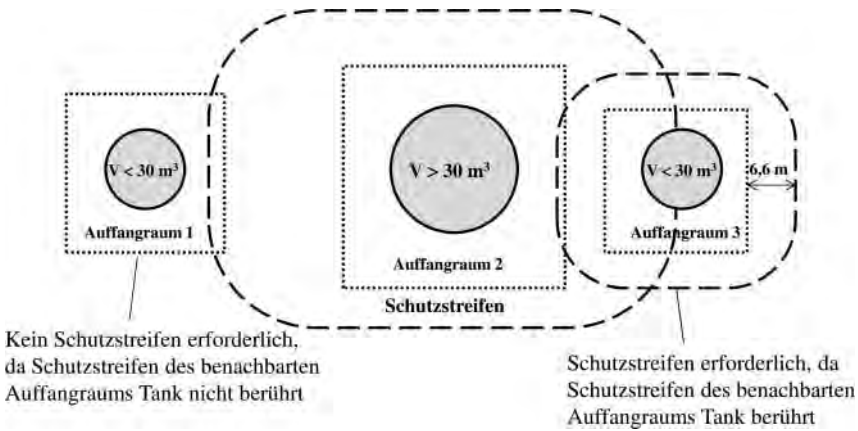 V < 30 m³
Auffangraum 1
V > 30 m³
Auffangraum 2
Schutzstreifen
V < 30 m³
6,6 m
Auffangraum 3
Kein Schutzstreifen erforderlich,
da Schutzstreifen des benachbarten
Auffangraums Tank nicht berührt
Schutzstreifen erforderlich, da
Schutzstreifen des benachbarten
Auffangraums Tank berührt